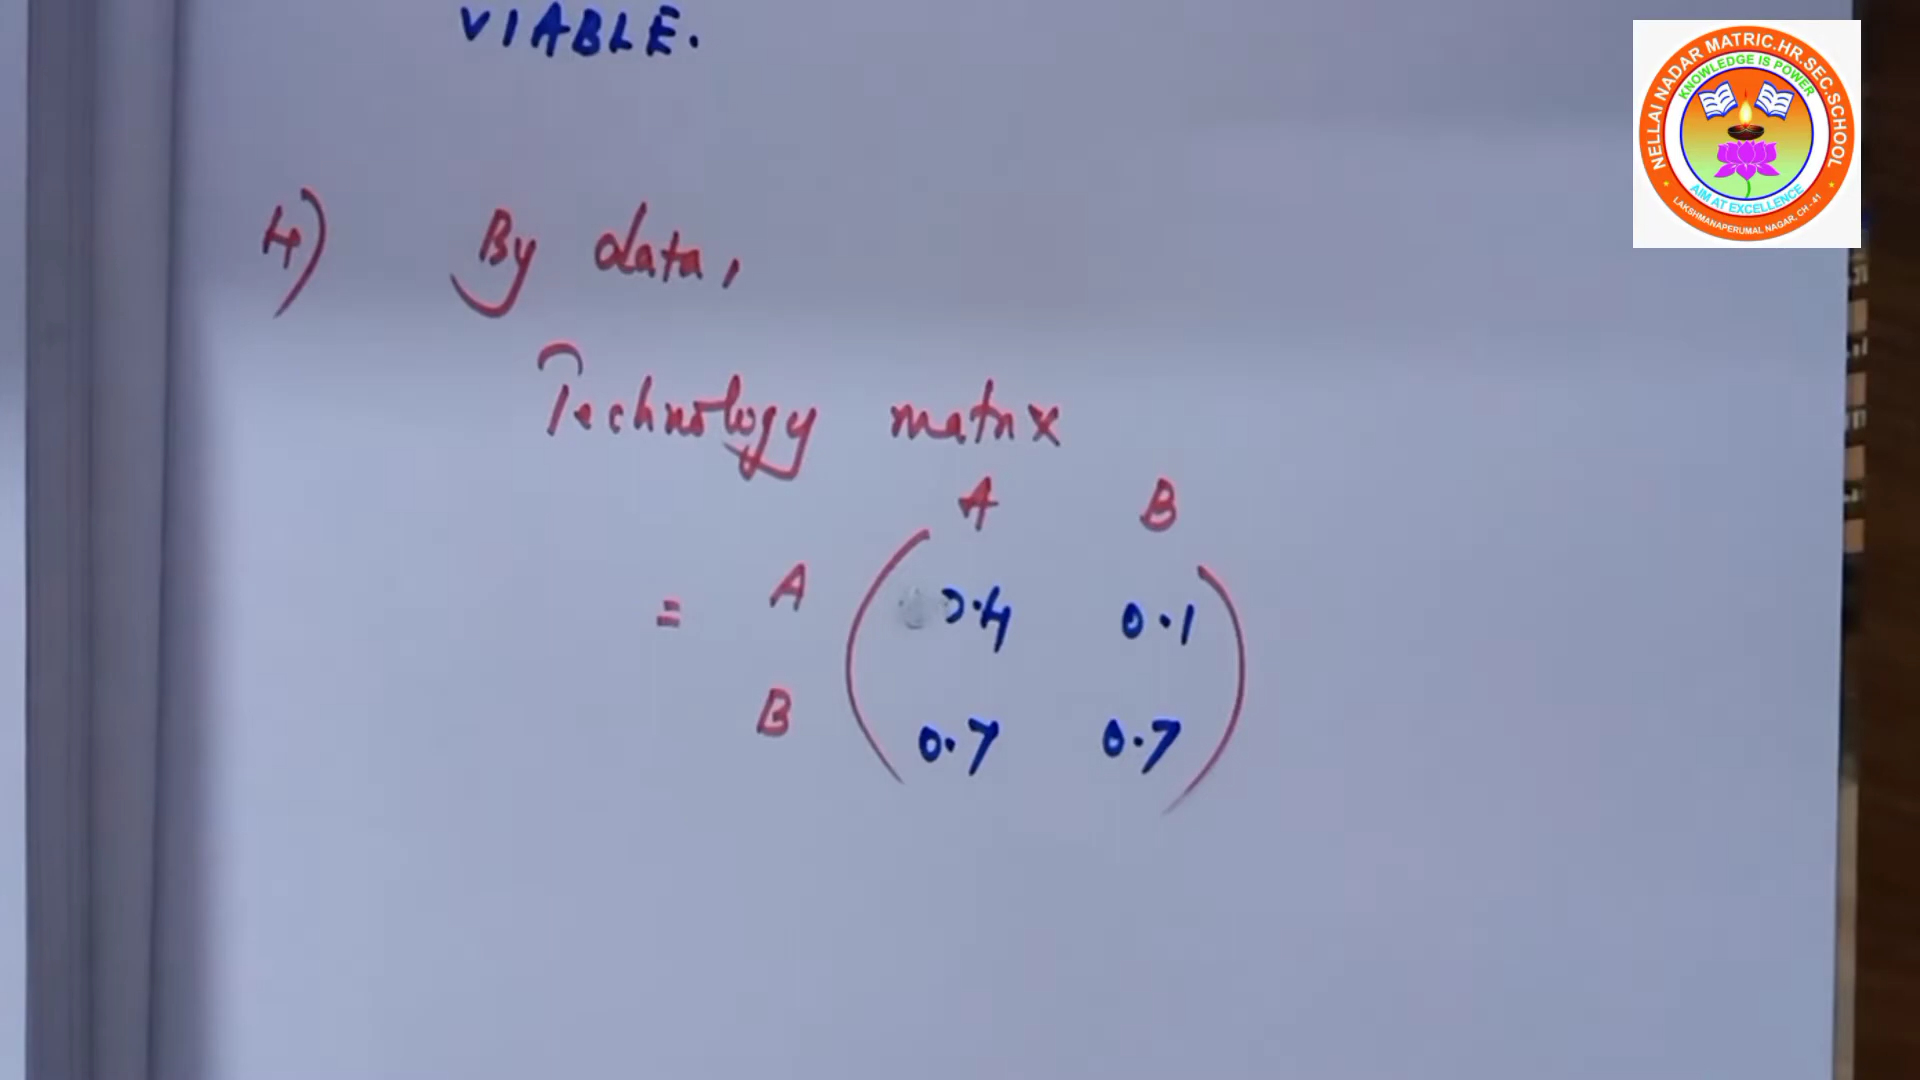 VIABLE.
4) By data,
Technology matrix
A B
= A 0.4 0.1
B 0.7 0.7
NELLAI NADAR MATRIC.HR.SEC.SCHOOL
KNOWLEDGE IS POWER
AIM AT EXCELLENCE
LAKSHMANAPERUMAL NAGAR, CH - 41